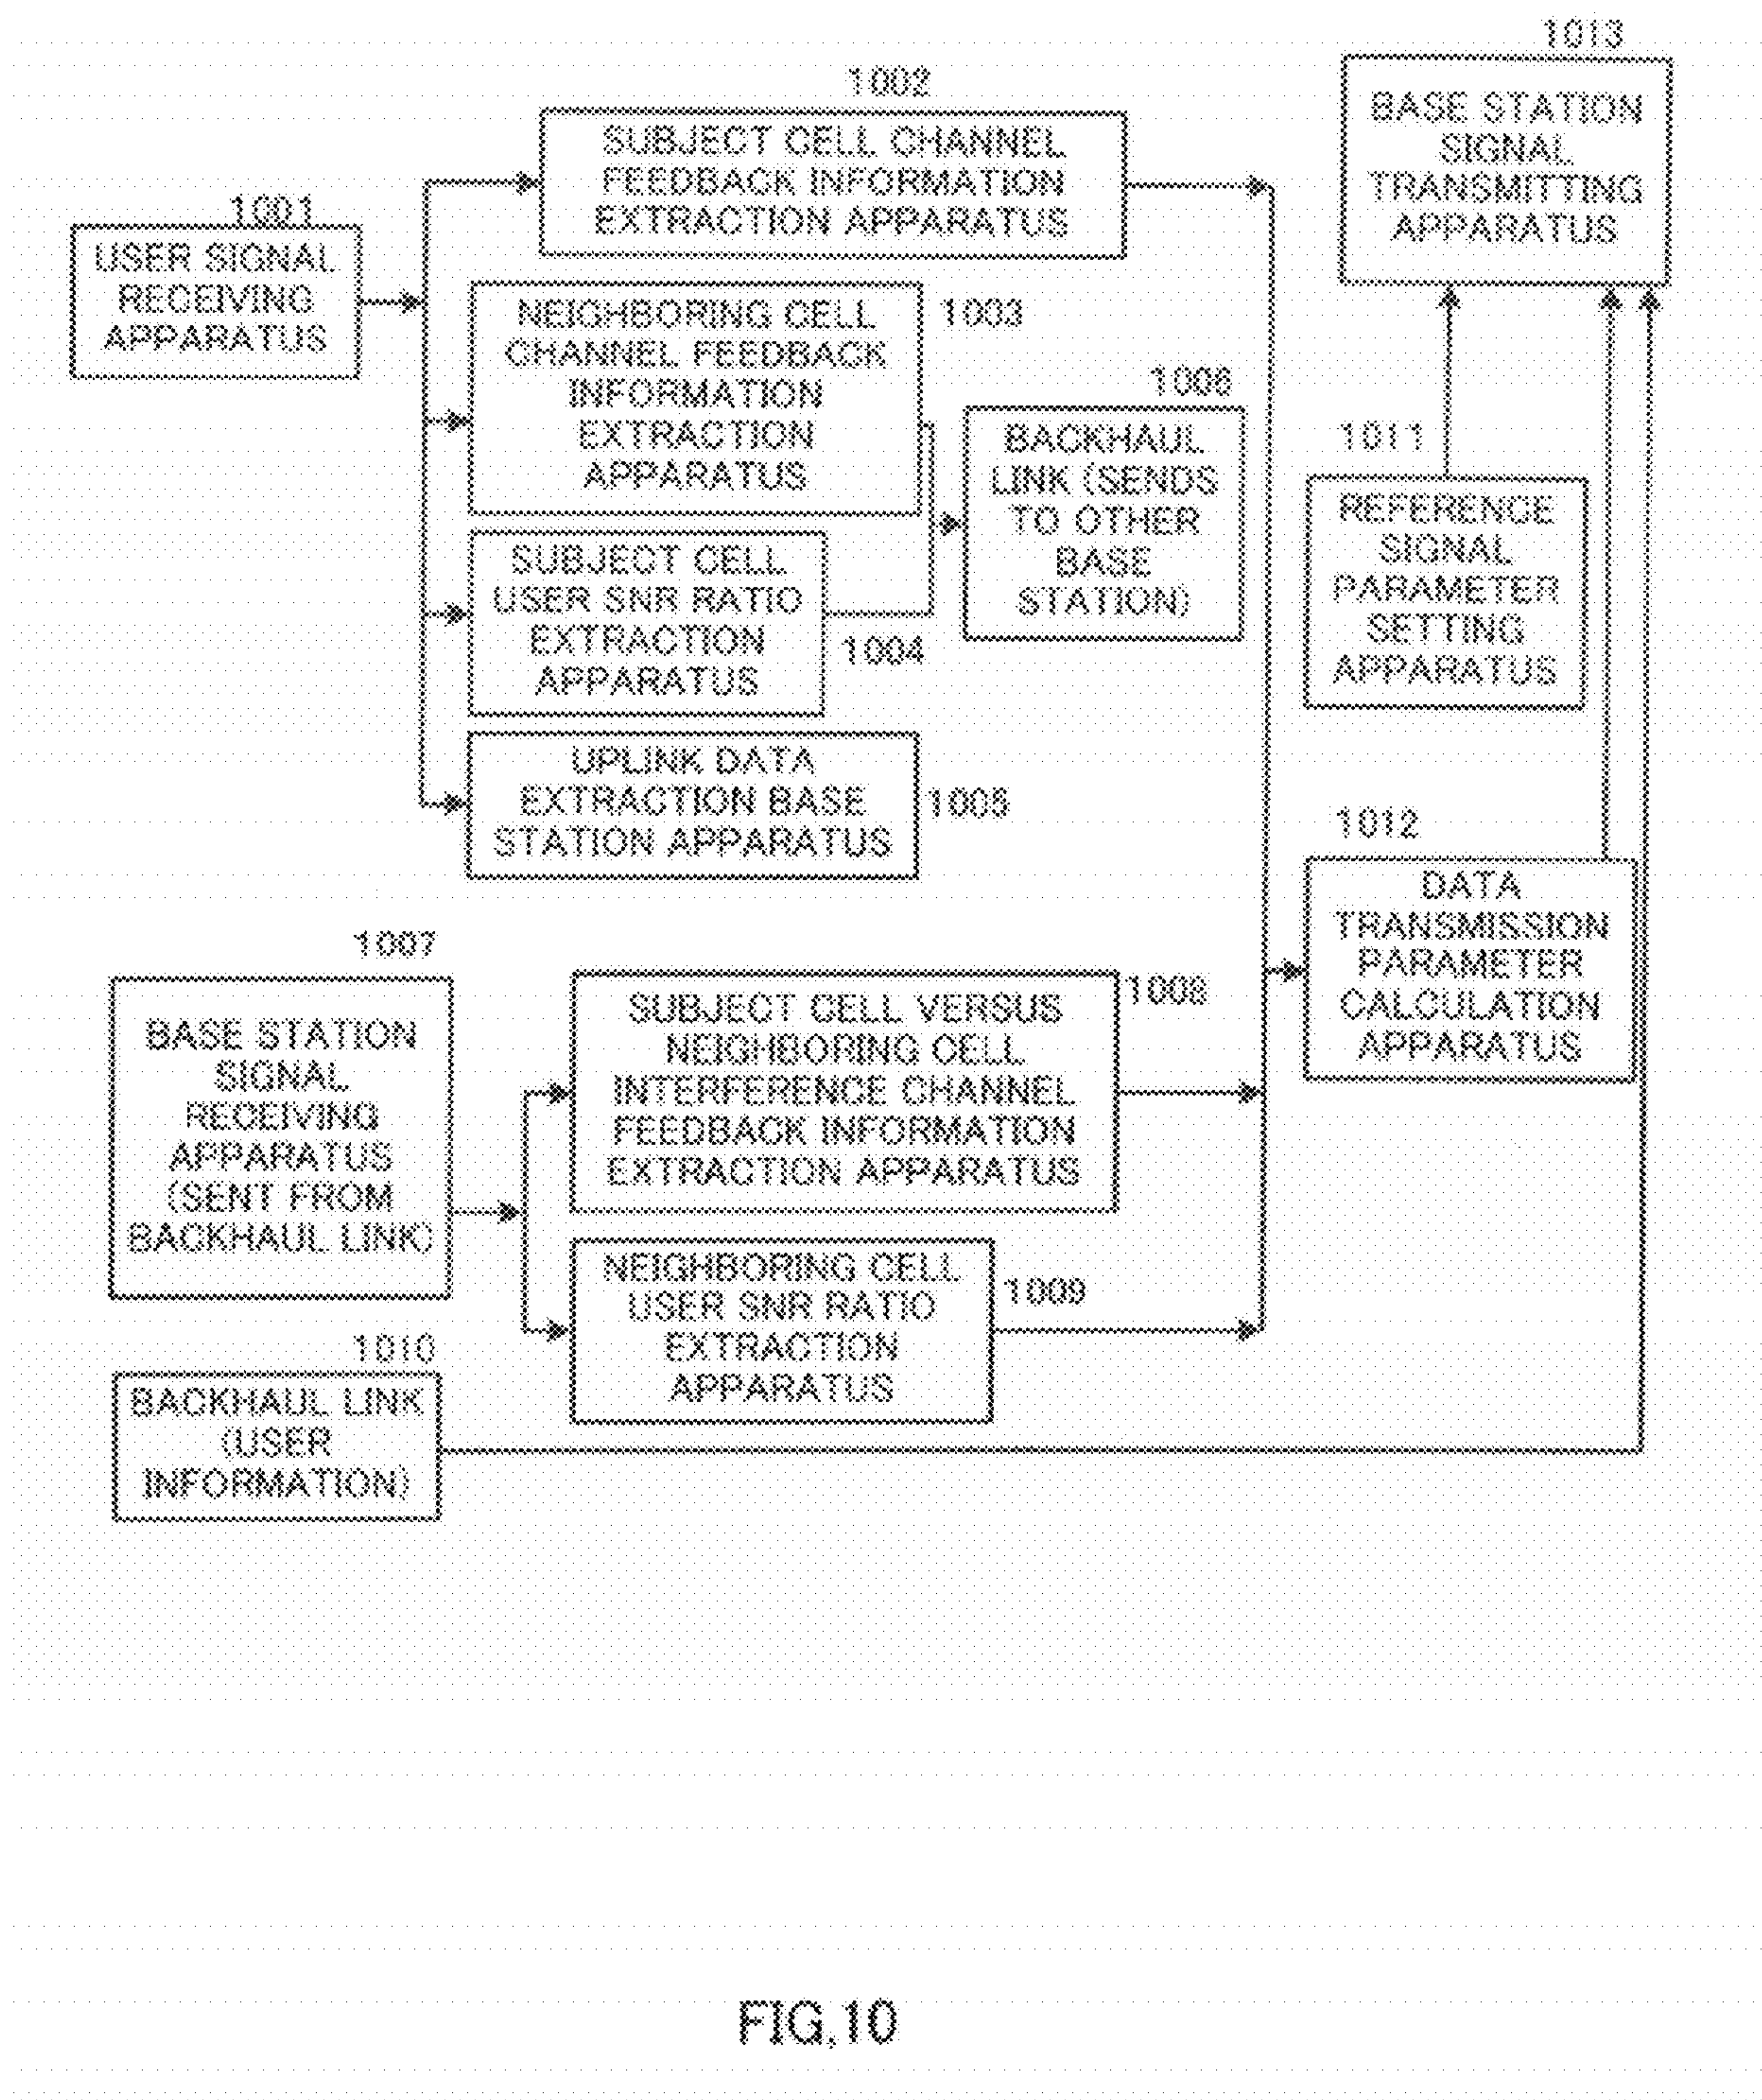 1013
BASE STATION
SIGNAL
TRANSMITTING
APPARATUS
1002
SUBJECT CELL CHANNEL
FEEDBACK INFORMATION
EXTRACTION APPARATUS
1001
USER SIGNAL
RECEIVING
APPARATUS
NEIGHBORING CELL
CHANNEL FEEDBACK
INFORMATION
EXTRACTION
APPARATUS
1003
1006
BACKHAUL
LINK (SENDS
TO OTHER
BASE
STATION)
1011
REFERENCE
SIGNAL
PARAMETER
SETTING
APPARATUS
SUBJECT CELL
USER SNR RATIO
EXTRACTION
APPARATUS
1004
UPLINK DATA
EXTRACTION BASE
STATION APPARATUS
1005
1012
DATA
TRANSMISSION
PARAMETER
CALCULATION
APPARATUS
1007
BASE STATION
SIGNAL
RECEIVING
APPARATUS
(SENT FROM
BACKHAUL LINK)
SUBJECT CELL VERSUS
NEIGHBORING CELL
INTERFERENCE CHANNEL
FEEDBACK INFORMATION
EXTRACTION APPARATUS
1008
NEIGHBORING CELL
USER SNR RATIO
EXTRACTION
APPARATUS
1009
1010
BACKHAUL LINK
(USER
INFORMATION)
FIG.10